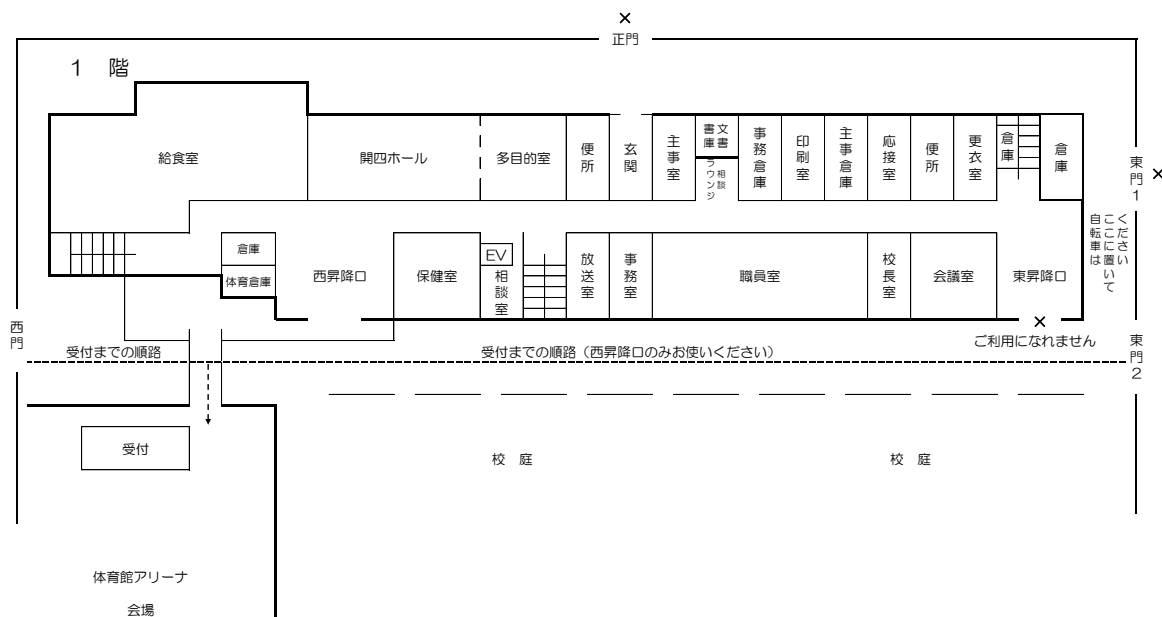 ×
正門
1 階
給食室
開四ホール
多目的室
便所
玄関
主事室
文書
書庫
相談
ラウンジ
事務倉庫
印刷室
主事倉庫
応接室
便所
更衣室
倉庫
倉庫
東門1
×
自転車は
ここに置いて
ください
倉庫
体育倉庫
西昇降口
保健室
EV
相談室
放送室
事務室
職員室
校長室
会議室
東昇降口
×
ご利用になれません
西門
受付までの順路
受付までの順路(西昇降口のみお使いください)
東門2
受付
校 庭
校 庭
体育館アリーナ
会場